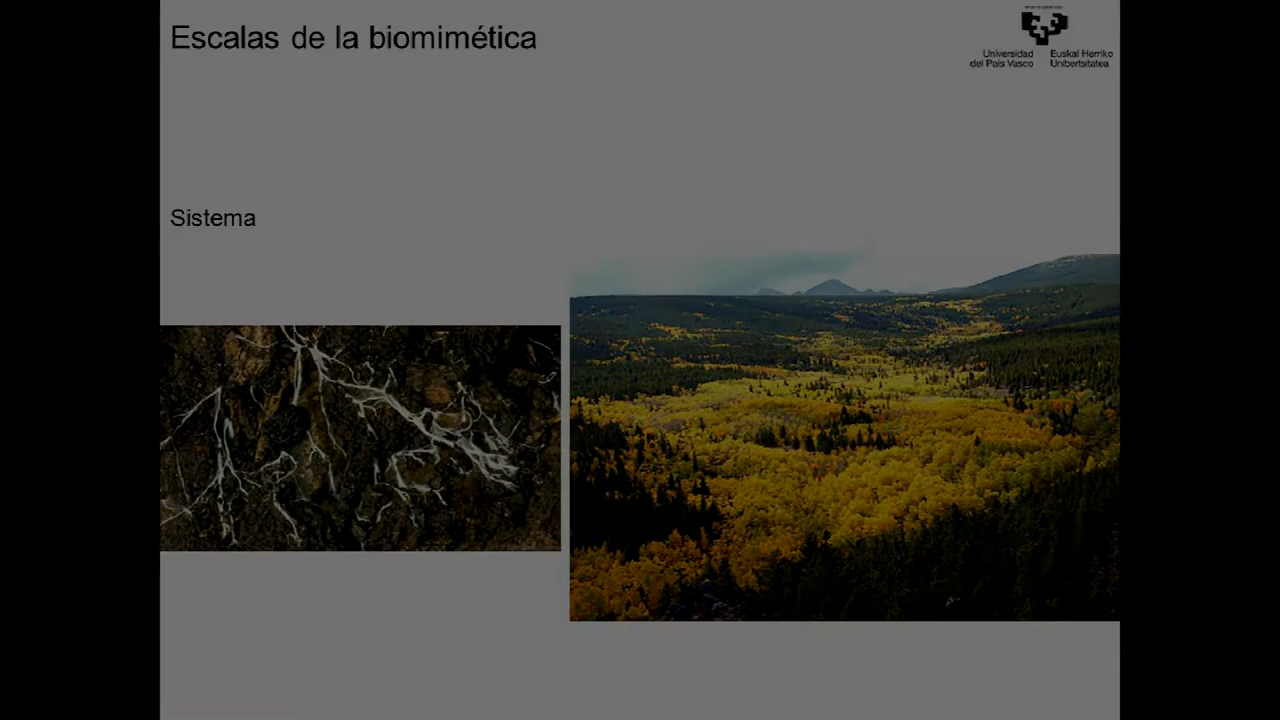 Escalas de la biomimética
Universidad Euskal Herriko
del País Vasco Unibertsitatea
Sistema